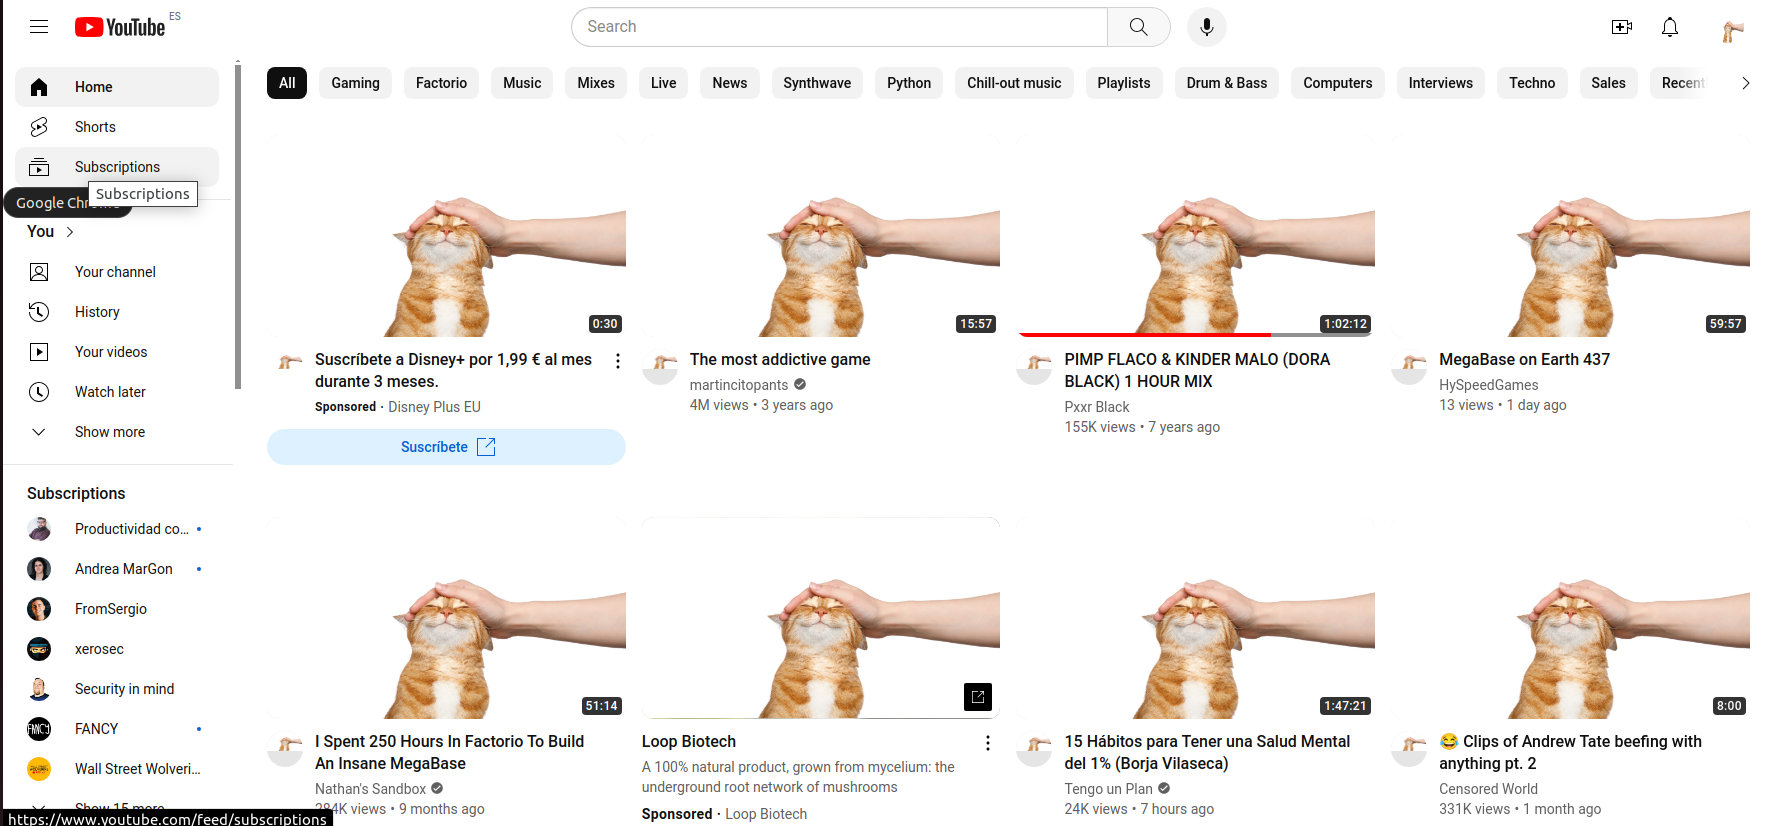 YouTube ES
Search
Home
Shorts
Subscriptions
Subscriptions
Google Chrome
You
Your channel
History
Your videos
Watch later
Show more
Subscriptions
Productividad co...
Andrea MarGon
FromSergio
xerosec
Security in mind
FANCY
FANCY
Wall Street Wolveri...
Show 15 more
https://www.youtube.com/feed/subscriptions
All Gaming Factorio Music Mixes Live News Synthwave Python Chill-out music Playlists Drum & Bass Computers Interviews Techno Sales Recent
0:30
Suscríbete a Disney+ por 1,99 € al mes
durante 3 meses.
Sponsored · Disney Plus EU
Suscríbete
15:57
The most addictive game
martincitopants
4M views • 3 years ago
1:02:12
PIMP FLACO & KINDER MALO (DORA
BLACK) 1 HOUR MIX
Pxxr Black
155K views • 7 years ago
59:57
MegaBase on Earth 437
HySpeedGames
13 views • 1 day ago
51:14
I Spent 250 Hours In Factorio To Build
An Insane MegaBase
Nathan's Sandbox
284K views • 9 months ago
Loop Biotech
A 100% natural product, grown from mycelium: the
underground root network of mushrooms
Sponsored · Loop Biotech
1:47:21
15 Hábitos para Tener una Salud Mental
del 1% (Borja Vilaseca)
Tengo un Plan
24K views • 7 hours ago
8:00
😂 Clips of Andrew Tate beefing with
anything pt. 2
Censored World
331K views • 1 month ago